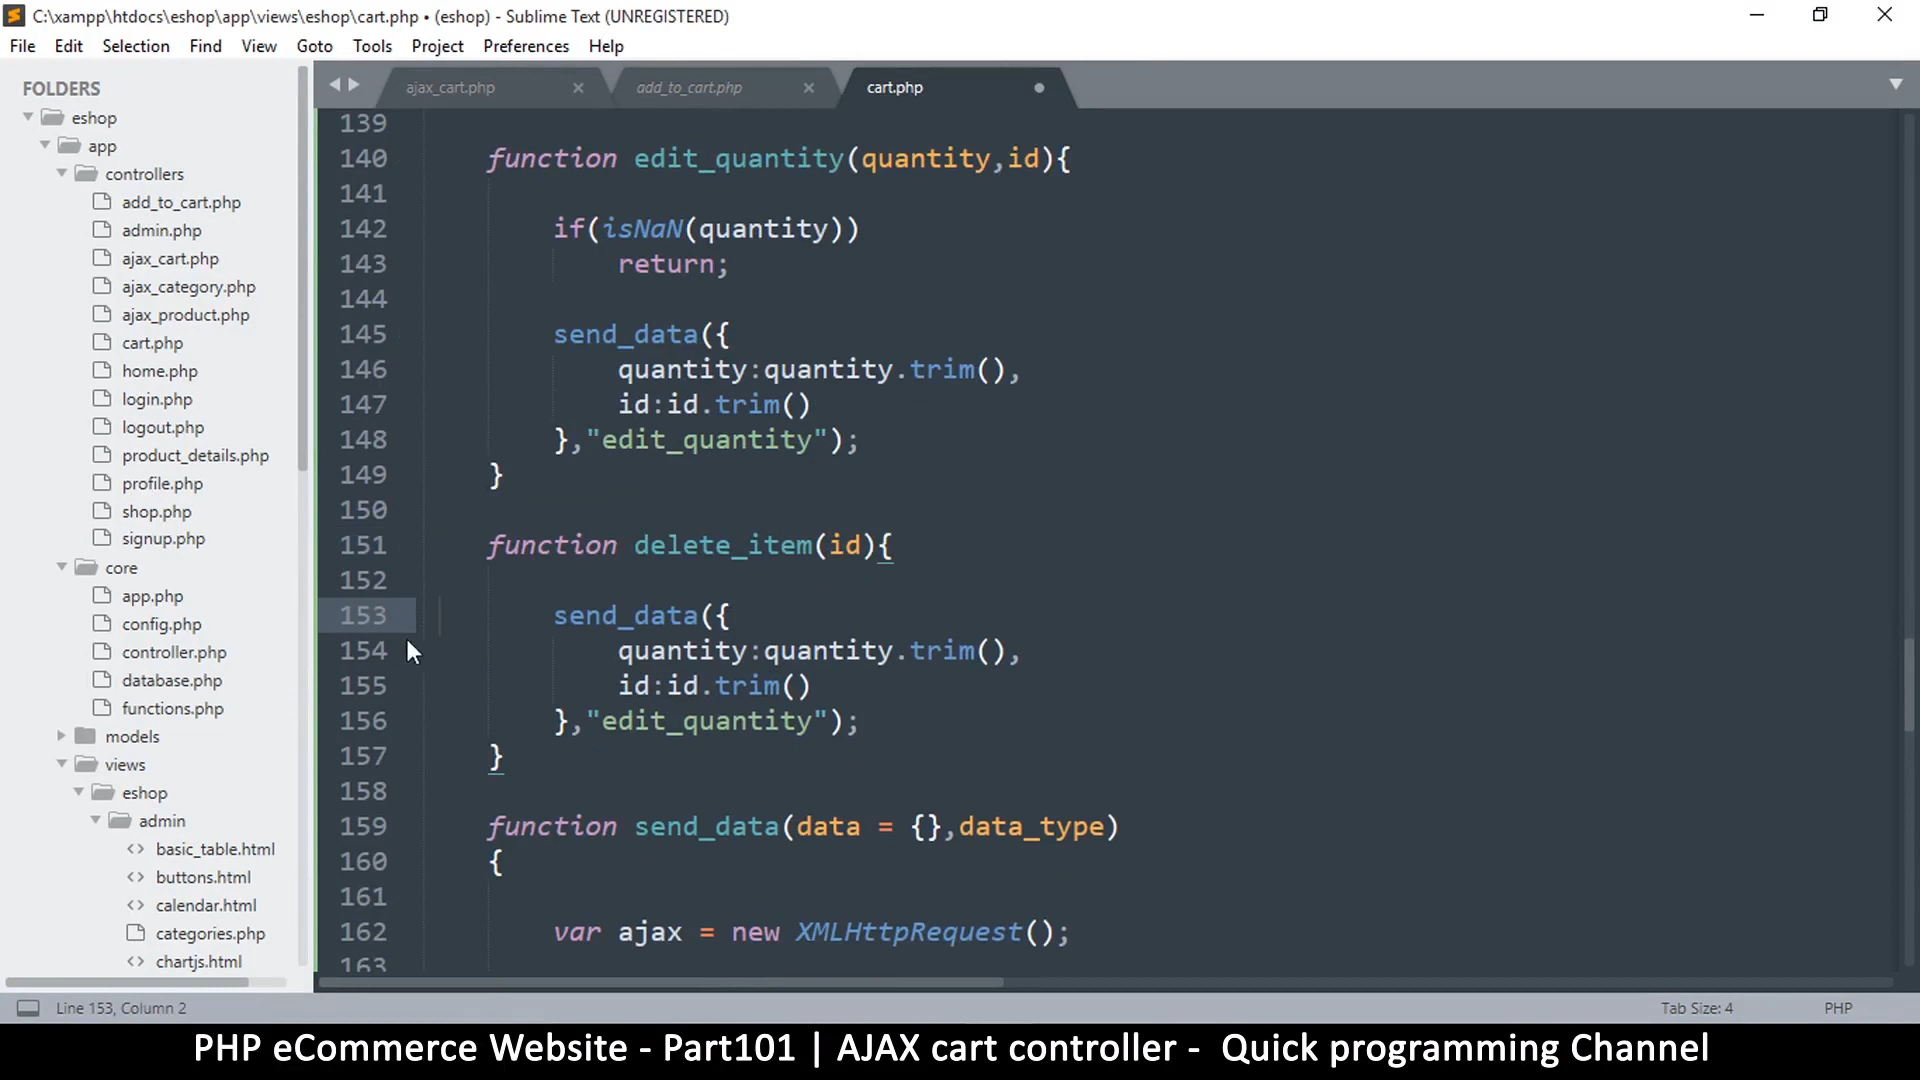 C:\xampp\htdocs\eshop\app\views\eshop\cart.php • (eshop) - Sublime Text (UNREGISTERED)
File Edit Selection Find View Goto Tools Project Preferences Help
FOLDERS
eshop
app
controllers
add_to_cart.php
admin.php
ajax_cart.php
ajax_category.php
ajax_product.php
cart.php
home.php
login.php
logout.php
product_details.php
profile.php
shop.php
signup.php
core
app.php
config.php
controller.php
database.php
functions.php
models
views
eshop
admin
basic_table.html
buttons.html
calendar.html
categories.php
chartjs.html
ajax_cart.php add_to_cart.php cart.php
139
140 function edit_quantity(quantity,id){
141
142 if(isNaN(quantity))
143 return;
144
145 send_data({
146 quantity:quantity.trim(),
147 id:id.trim()
148 },"edit_quantity");
149 }
150
151 function delete_item(id){
152
153 send_data({
154 quantity:quantity.trim(),
155 id:id.trim()
156 },"edit_quantity");
157 }
158
159 function send_data(data = {},data_type)
160 {
161
162 var ajax = new XMLHttpRequest();
163
Line 153, Column 2 Tab Size: 4 PHP
PHP eCommerce Website - Part101 | AJAX cart controller - Quick programming Channel